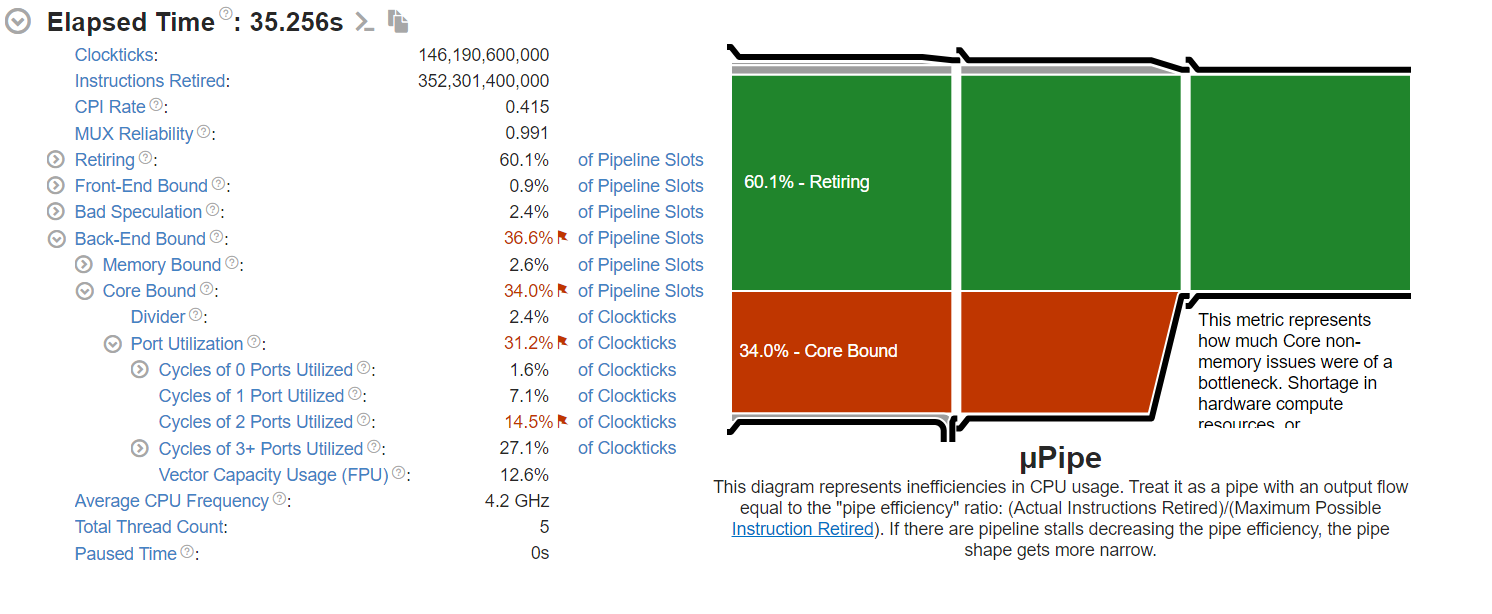 Elapsed Time ?: 35.256s
Clockticks: 146,190,600,000
Instructions Retired: 352,301,400,000
CPI Rate ?: 0.415
MUX Reliability ?: 0.991
Retiring ?: 60.1% of Pipeline Slots
Front-End Bound ?: 0.9% of Pipeline Slots
Bad Speculation ?: 2.4% of Pipeline Slots
Back-End Bound ?: 36.6% of Pipeline Slots
Memory Bound ?: 2.6% of Pipeline Slots
Core Bound ?: 34.0% of Pipeline Slots
Divider ?: 2.4% of Clockticks
Port Utilization ?: 31.2% of Clockticks
Cycles of 0 Ports Utilized ?: 1.6% of Clockticks
Cycles of 1 Port Utilized ?: 7.1% of Clockticks
Cycles of 2 Ports Utilized ?: 14.5% of Clockticks
Cycles of 3+ Ports Utilized ?: 27.1% of Clockticks
Vector Capacity Usage (FPU) ?: 12.6%
Average CPU Frequency ?: 4.2 GHz
Total Thread Count: 5
Paused Time ?: 0s
60.1% - Retiring
34.0% - Core Bound
This metric represents
how much Core non-
memory issues were of a
bottleneck. Shortage in
hardware compute
resources, or
µPipe
This diagram represents inefficiencies in CPU usage. Treat it as a pipe with an output flow
equal to the "pipe efficiency" ratio: (Actual Instructions Retired)/(Maximum Possible
Instruction Retired). If there are pipeline stalls decreasing the pipe efficiency, the pipe
shape gets more narrow.